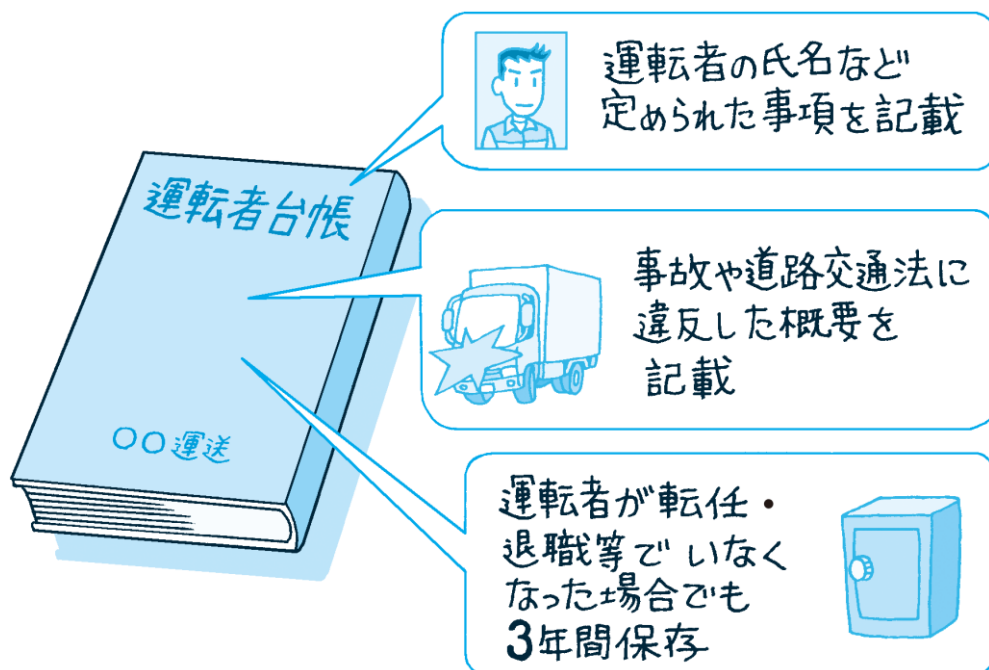 運転者台帳
○○運送
運転者の氏名など
定められた事項を記載
事故や道路交通法に
違反した概要を
記載
運転者が転任・
退職等でいなく
なった場合でも
3年間保存